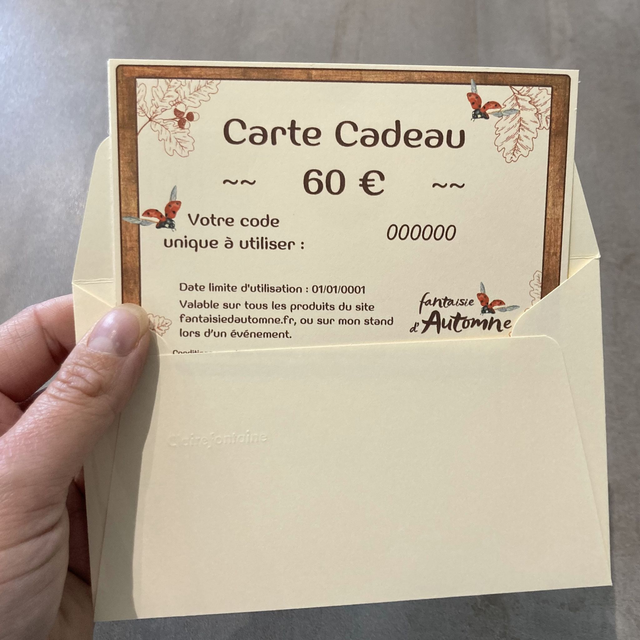 Carte Cadeau
~~ 60 € ~~
Votre code
unique à utiliser :
000000
Date limite d'utilisation : 01/01/0001
Valable sur tous les produits du site
fantaisiedautomne.fr, ou sur mon stand
lors d'un événement.
fantaisie
d'Automne
Clairefontaine